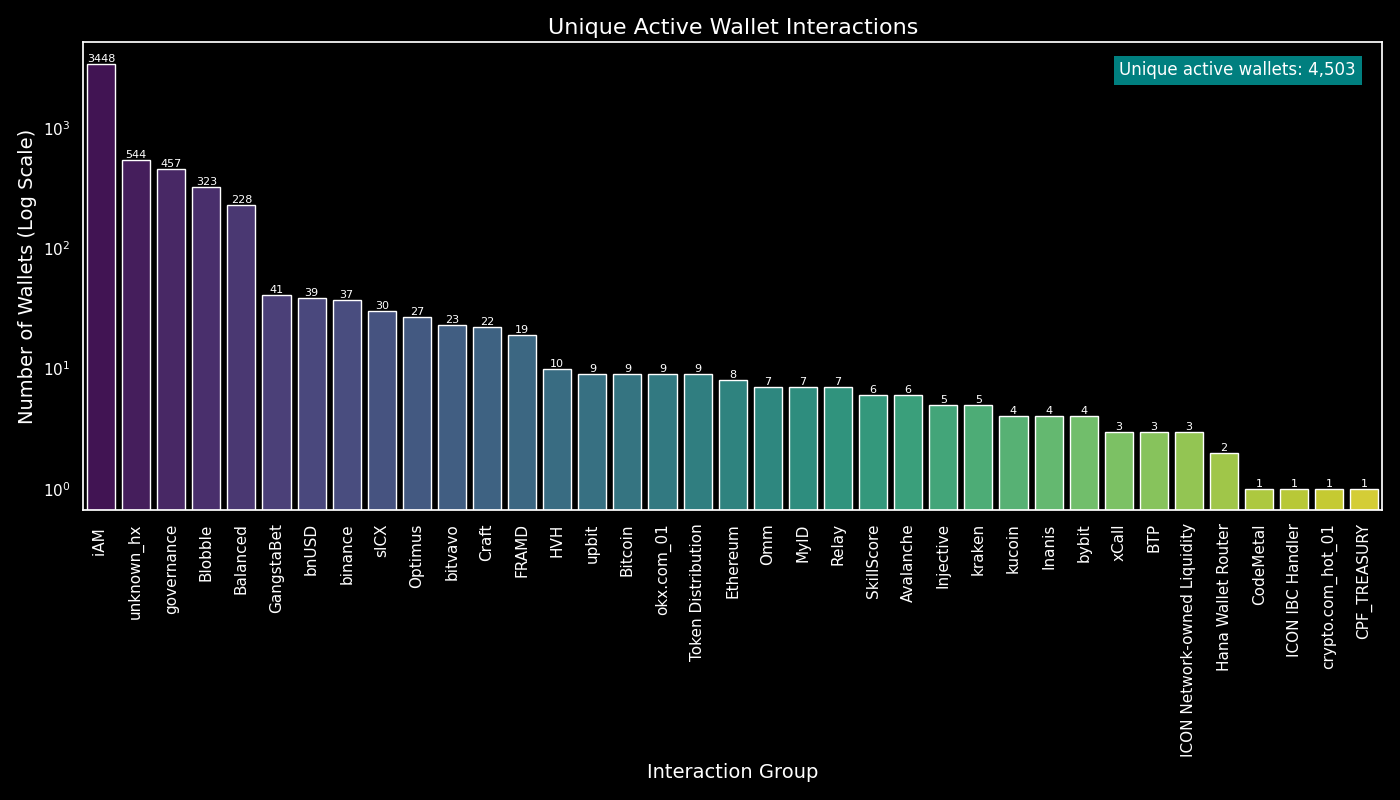 Unique Active Wallet Interactions
Unique active wallets: 4,503
Number of Wallets (Log Scale)
10³
10²
10¹
10⁰
3448
544
457
323
228
41
39
37
30
27
23
22
19
10
9
9
9
9
8
7
7
7
6
6
5
5
4
4
4
3
3
3
2
1
1
1
1
iAM
unknown_hx
governance
Blobble
Balanced
GangstaBet
bnUSD
binance
sICX
Optimus
bitvavo
Craft
FRAMD
HVH
upbit
Bitcoin
okx.com_01
Token Distribution
Ethereum
Omm
MyID
Relay
SkillScore
Avalanche
Injective
kraken
kucoin
Inanis
bybit
xCall
BTP
ICON Network-owned Liquidity
Hana Wallet Router
CodeMetal
ICON IBC Handler
crypto.com_hot_01
CPF_TREASURY
Interaction Group